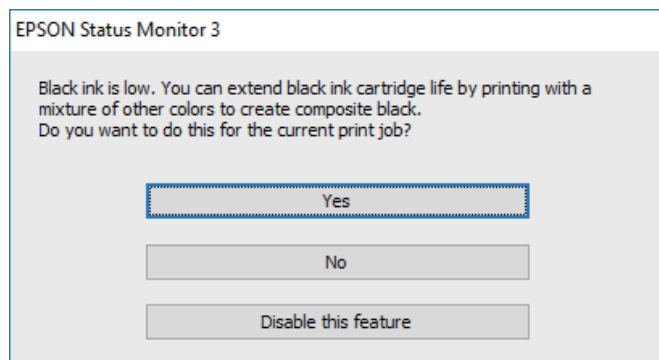 EPSON Status Monitor 3
Black ink is low. You can extend black ink cartridge life by printing with a
mixture of other colors to create composite black.
Do you want to do this for the current print job?
Yes
No
Disable this feature